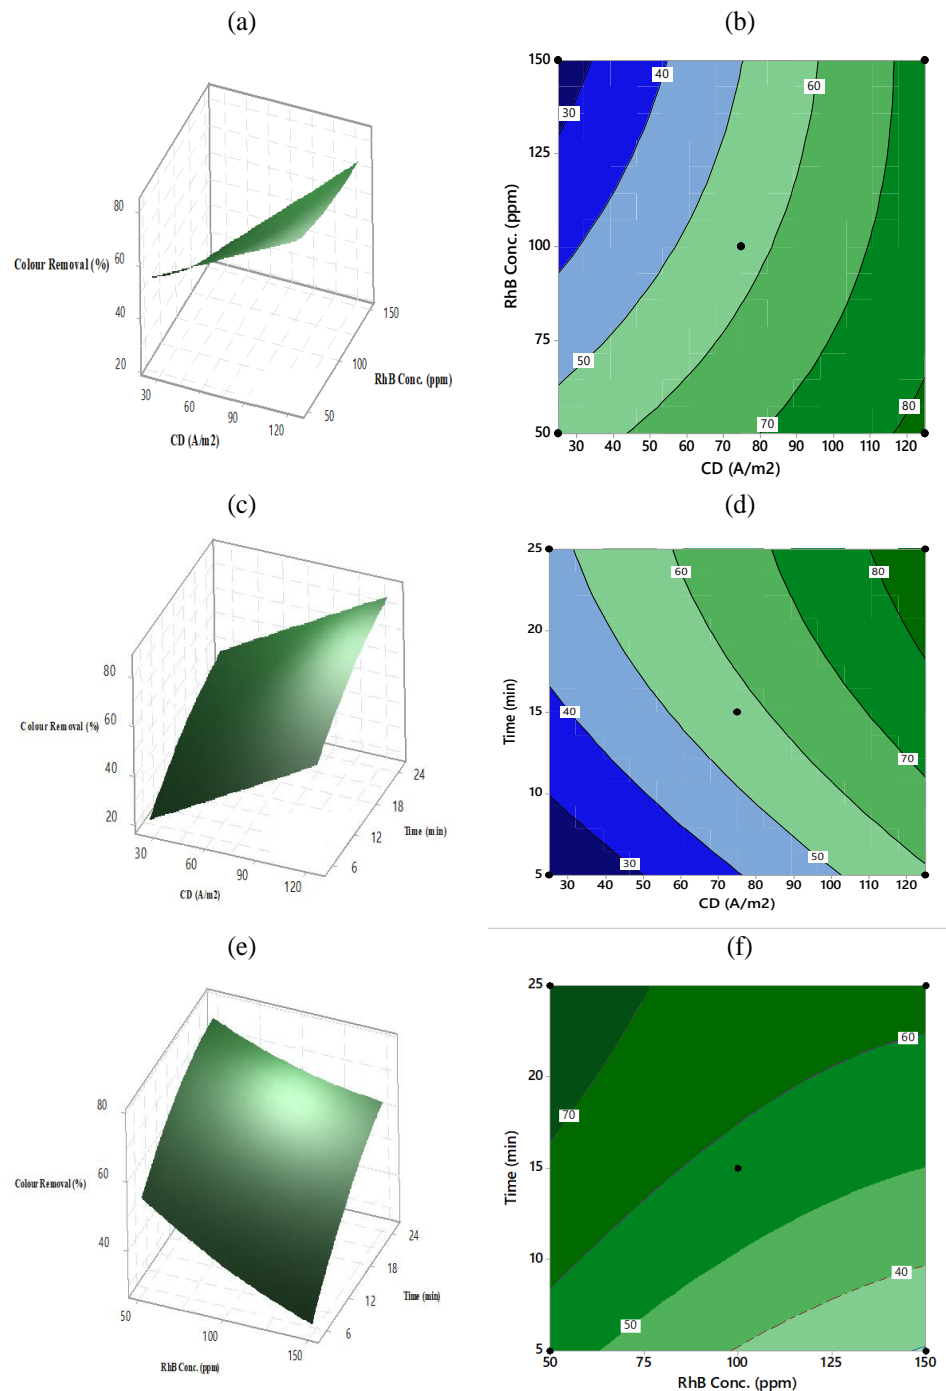 (a)
80
60
40
20
Colour Removal (%)
30
60
90
120
CD (A/m2)
50
100
150
RhB Conc. (ppm)
(b)
150
125
100
75
50
RhB Conc. (ppm)
30
40
50
60
70
80
30 40 50 60 70 80 90 100 110 120
CD (A/m2)
(c)
80
60
40
20
Colour Removal (%)
30
60
90
120
CD (A/m2)
6
12
18
24
Time (min)
(d)
25
20
15
10
5
Time (min)
60
80
40
70
50
30
30 40 50 60 70 80 90 100 110 120
CD (A/m2)
(e)
80
60
40
Colour Removal (%)
50
100
150
RhB Conc. (ppm)
6
12
18
24
Time (min)
(f)
25
20
15
10
5
Time (min)
60
70
40
50
50 75 100 125 150
RhB Conc. (ppm)